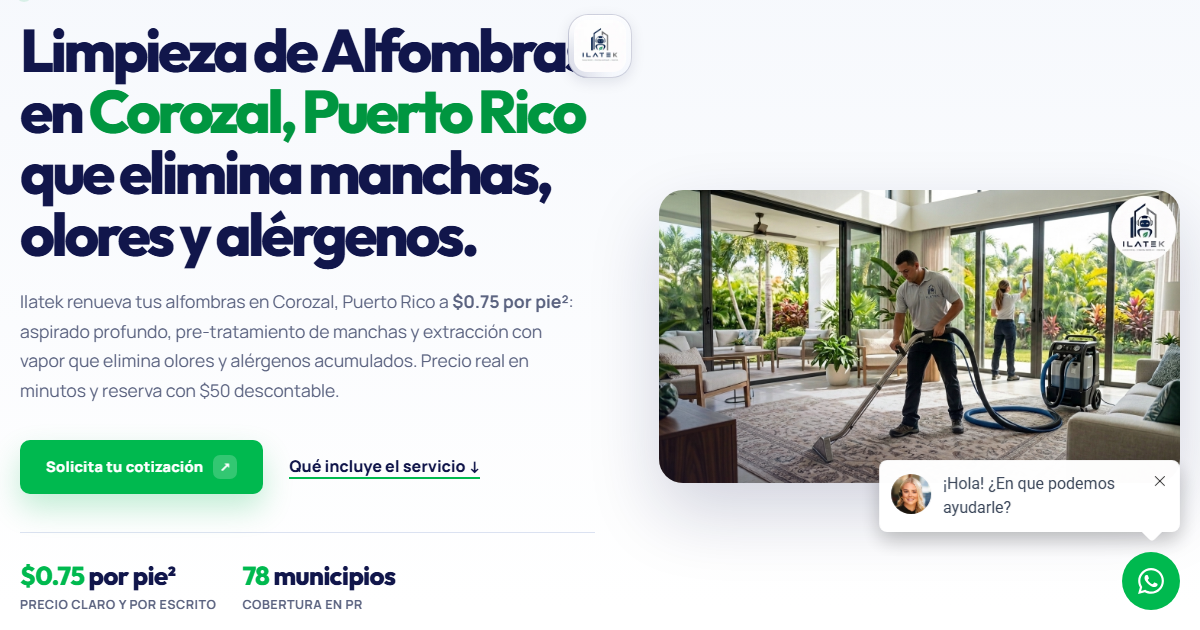 Limpieza de Alfombras
ILATEK
en Corozal, Puerto Rico
que elimina manchas,
olores y alérgenos.
Ilatek renueva tus alfombras en Corozal, Puerto Rico a $0.75 por pie²:
aspirado profundo, pre-tratamiento de manchas y extracción con
vapor que elimina olores y alérgenos acumulados. Precio real en
minutos y reserva con $50 descontable.
Solicita tu cotización ↗
Qué incluye el servicio ↓
$0.75 por pie²
PRECIO CLARO Y POR ESCRITO
78 municipios
COBERTURA EN PR
ILATEK
¡Hola! ¿En que podemos
ayudarle?